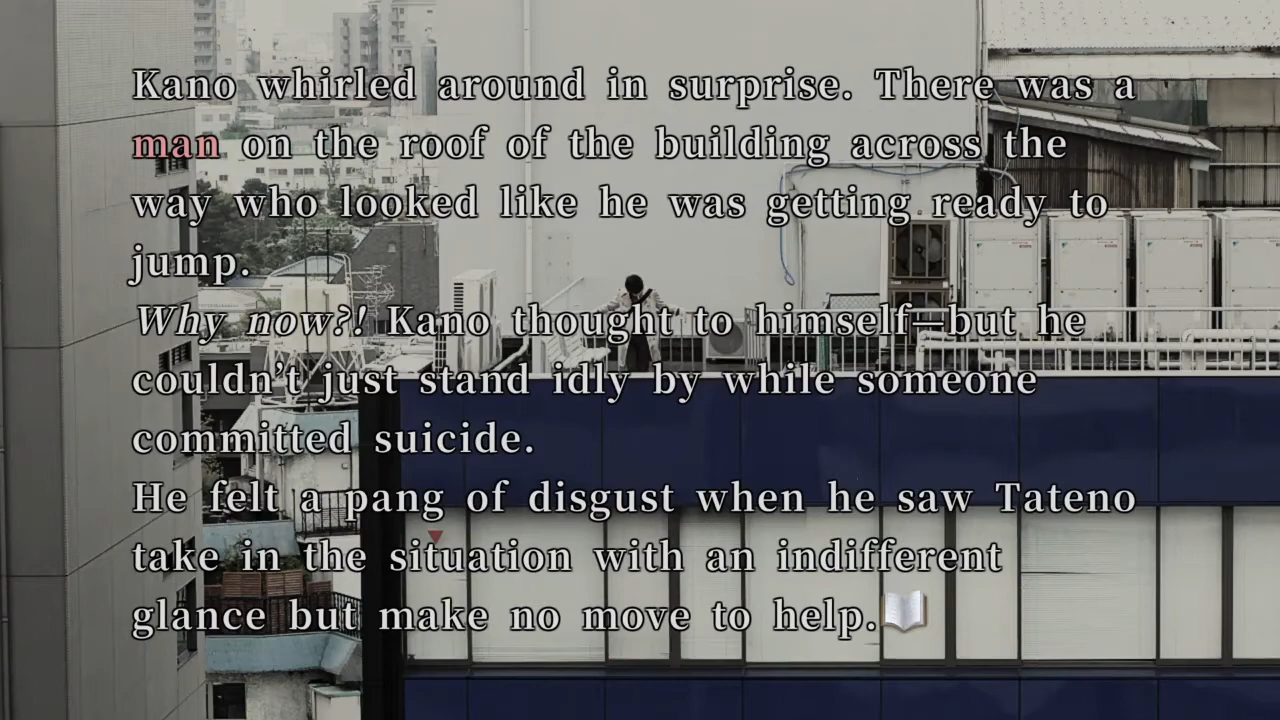 Kano whirled around in surprise. There was a
man on the roof of the building across the
way who looked like he was getting ready to
jump.
Why now?! Kano thought to himself—but he
couldn't just stand idly by while someone
committed suicide.
He felt a pang of disgust when he saw Tateno
take in the situation with an indifferent
glance but make no move to help.